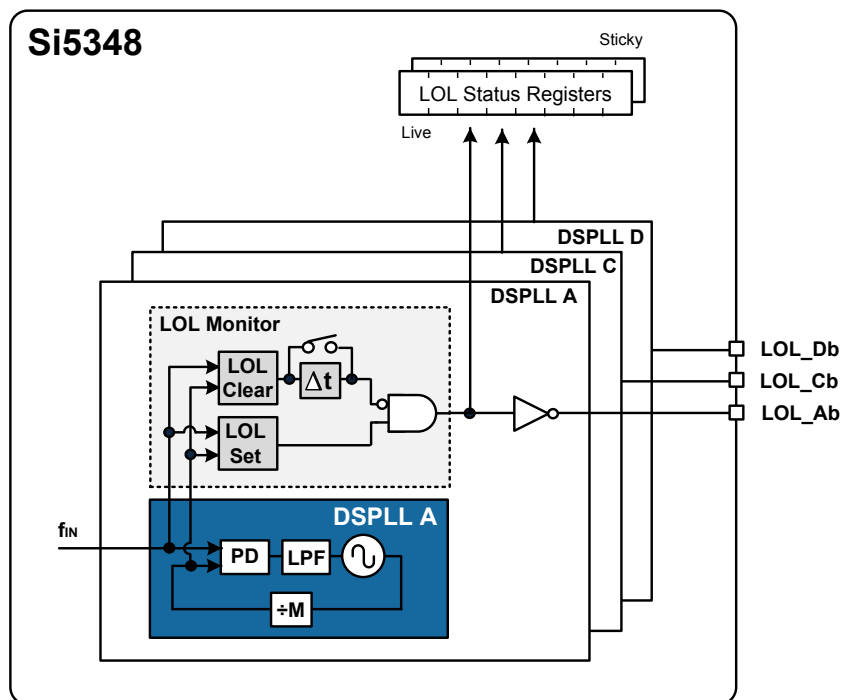 Si5348
Sticky
LOL Status Registers
Live
DSPLL D
DSPLL C
DSPLL A
LOL Monitor
LOL
Clear
Δt
LOL
Set
LOL_Db
LOL_Cb
LOL_Ab
DSPLL A
fIN
PD
LPF
÷M